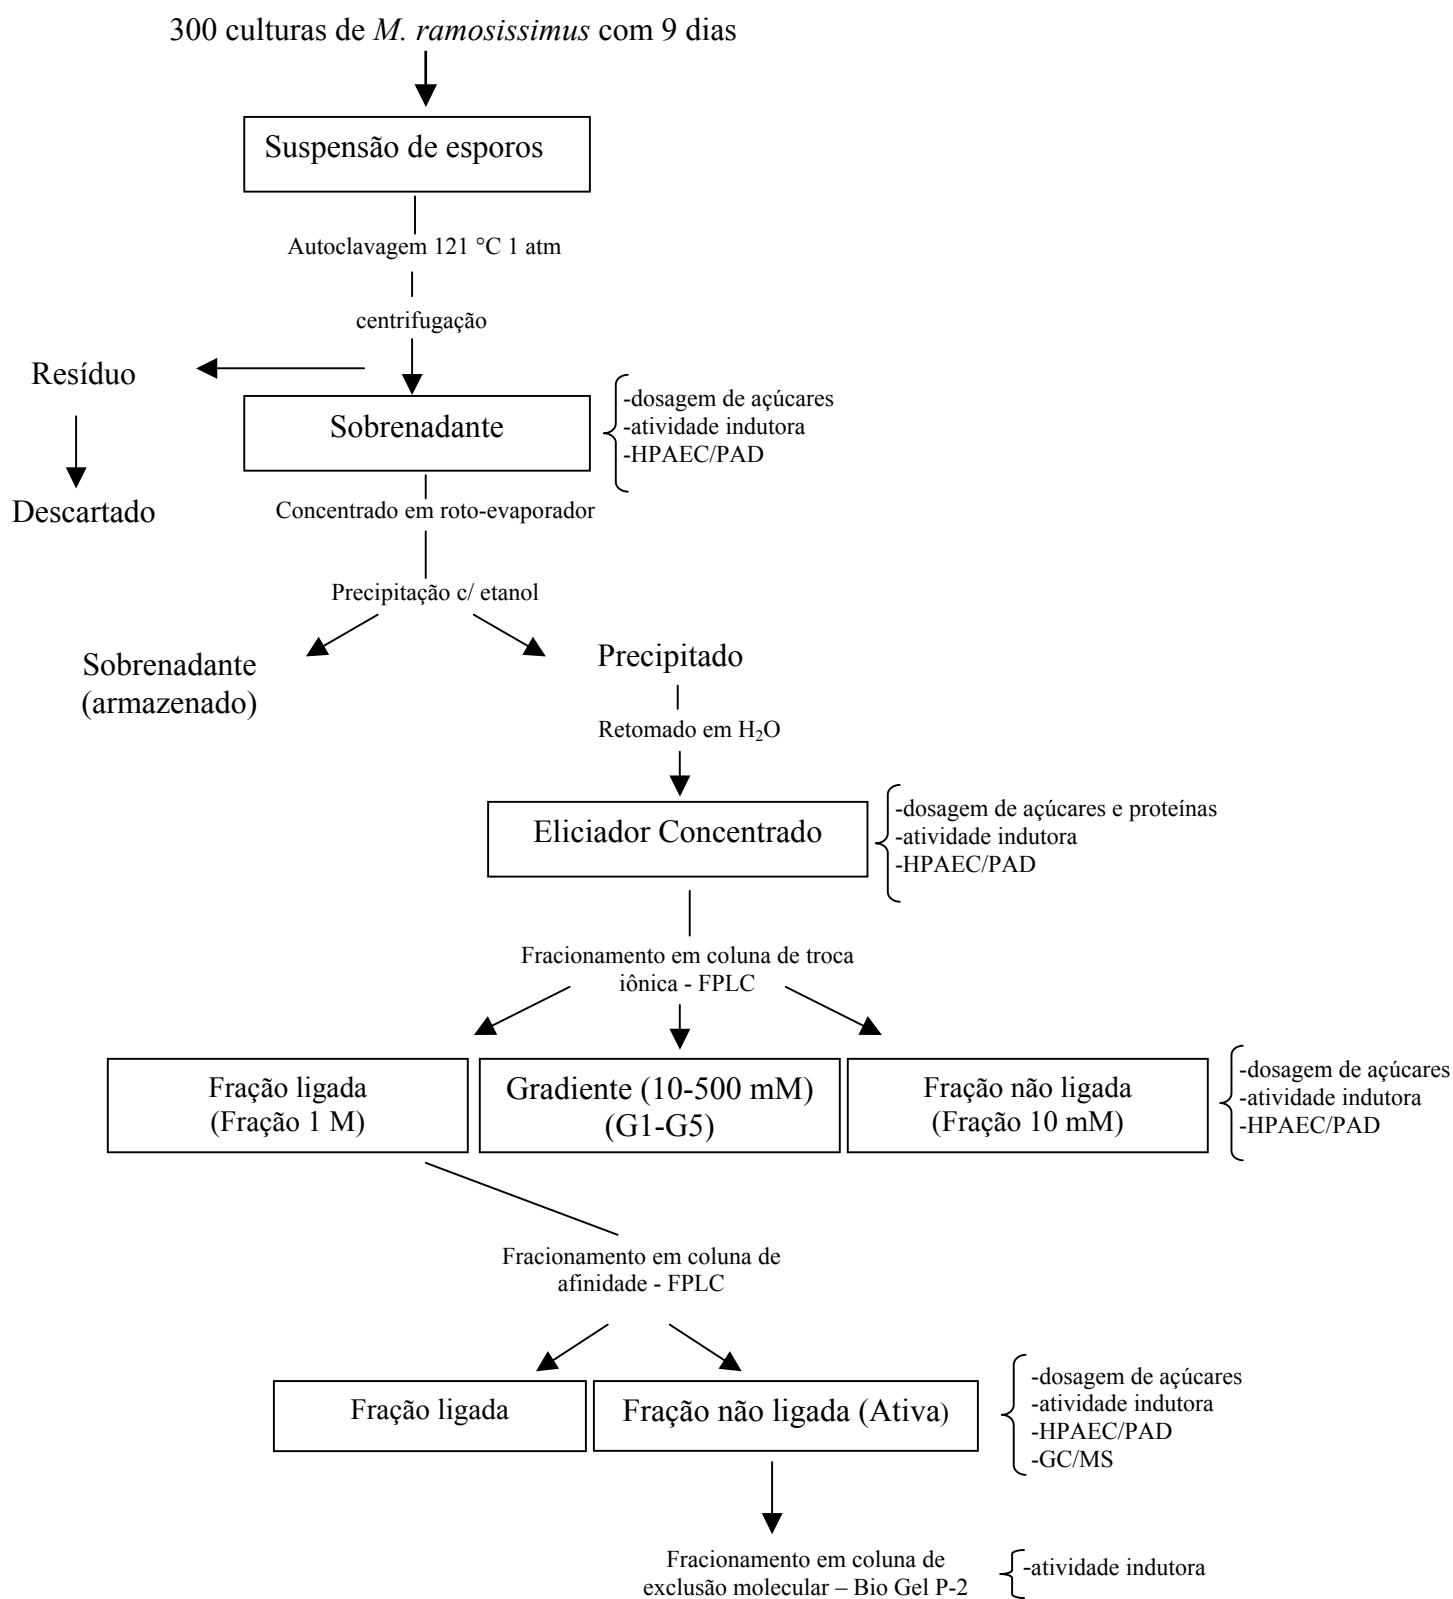 300 culturas de M. ramosissimus com 9 dias
Suspensão de esporos
Autoclavagem 121 °C 1 atm
centrifugação
Resíduo
Descartado
Sobrenadante
-dosagem de açúcares
-atividade indutora
-HPAEC/PAD
Concentrado em roto-evaporador
Precipitação c/ etanol
Sobrenadante
(armazenado)
Precipitado
Retomado em H₂O
Eliciador Concentrado
-dosagem de açúcares e proteínas
-atividade indutora
-HPAEC/PAD
Fracionamento em coluna de troca
iônica - FPLC
Fração ligada
(Fração 1 M)
Gradiente (10-500 mM)
(G1-G5)
Fração não ligada
(Fração 10 mM)
-dosagem de açúcares
-atividade indutora
-HPAEC/PAD
Fracionamento em coluna de
afinidade - FPLC
Fração ligada
Fração não ligada (Ativa)
-dosagem de açúcares
-atividade indutora
-HPAEC/PAD
-GC/MS
Fracionamento em coluna de
exclusão molecular – Bio Gel P-2
-atividade indutora